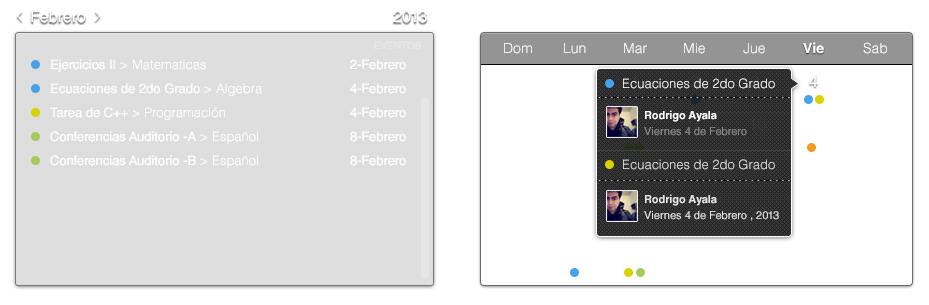 ‹ Febrero › 2013
EVENTOS
Ejercicios II > Matematicas 2-Febrero
Ecuaciones de 2do Grado > Algebra 4-Febrero
Tarea de C++ > Programación 4-Febrero
Conferencias Auditorio -A > Español 8-Febrero
Conferencias Auditorio -B > Español 8-Febrero
Dom Lun Mar Mie Jue Vie Sab
Ecuaciones de 2do Grado
4
Rodrigo Ayala
Viernes 4 de Febrero
Ecuaciones de 2do Grado
Rodrigo Ayala
Viernes 4 de Febrero , 2013